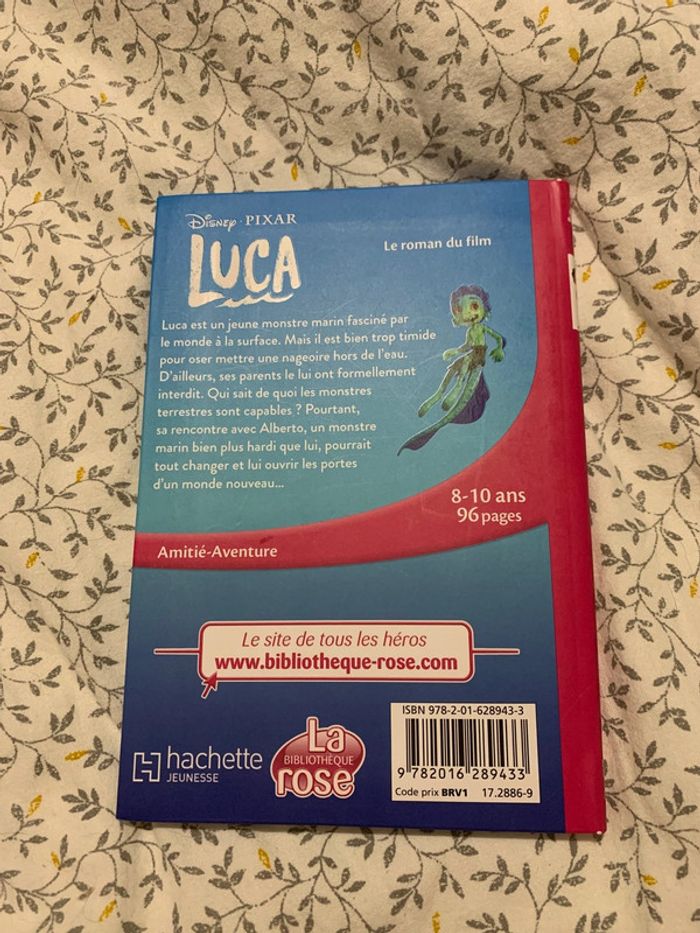 Disney · PIXAR
LUCA
Le roman du film
Luca est un jeune monstre marin fasciné par
le monde à la surface. Mais il est bien trop timide
pour oser mettre une nageoire hors de l'eau.
D'ailleurs, ses parents le lui ont formellement
interdit. Qui sait de quoi les monstres
terrestres sont capables ? Pourtant,
sa rencontre avec Alberto, un monstre
marin bien plus hardi que lui, pourrait
tout changer et lui ouvrir les portes
d'un monde nouveau...
8-10 ans
96 pages
Amitié-Aventure
Le site de tous les héros
www.bibliotheque-rose.com
hachette
JEUNESSE
La
BIBLIOTHÈQUE
rose
ISBN 978-2-01-628943-3
9 782016 289433
Code prix BRV1 17.2886-9